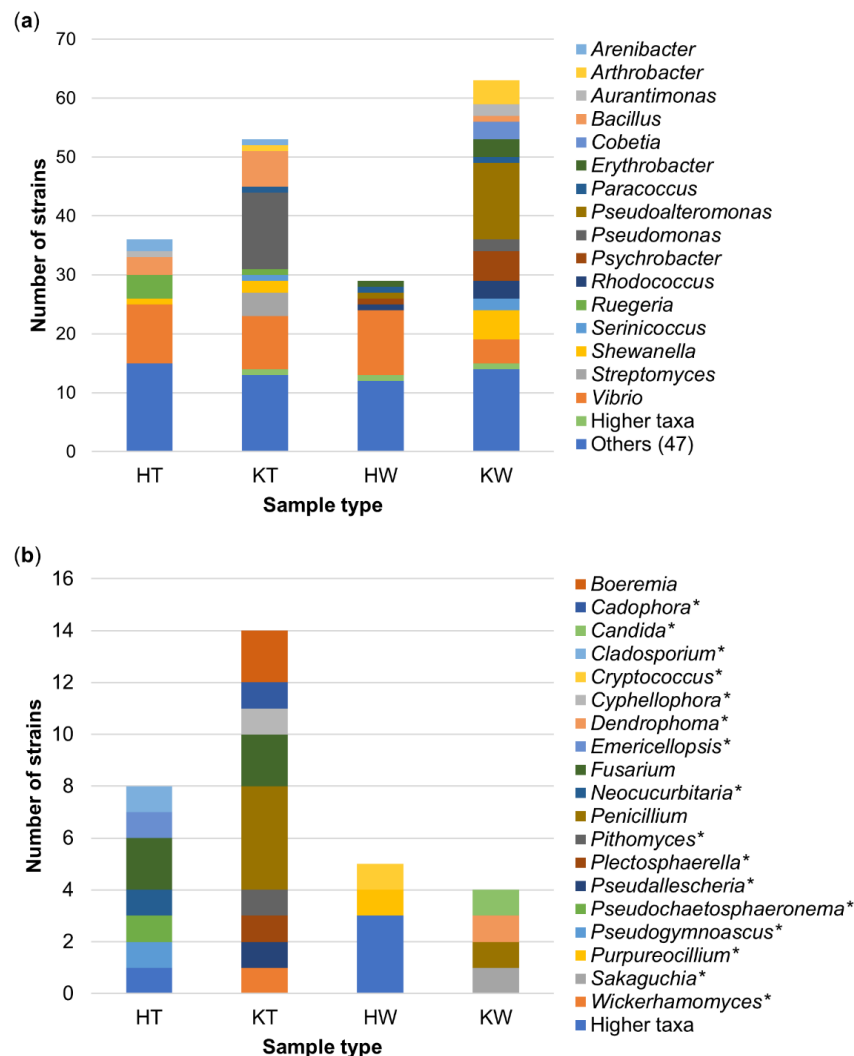 (a)
70
60
50
40
30
20
10
0
Number of strains
HT KT HW KW
Sample type
Arenibacter
Arthrobacter
Aurantimonas
Bacillus
Cobetia
Erythrobacter
Paracoccus
Pseudoalteromonas
Pseudomonas
Psychrobacter
Rhodococcus
Ruegeria
Serinicoccus
Shewanella
Streptomyces
Vibrio
Higher taxa
Others (47)
(b)
16
14
12
10
8
6
4
2
0
Number of strains
HT KT HW KW
Sample type
Boeremia
Cadophora*
Candida*
Cladosporium*
Cryptococcus*
Cyphellophora*
Dendrophoma*
Emericellopsis*
Fusarium
Neocucurbitaria*
Penicillium
Pithomyces*
Plectosphaerella*
Pseudallescheria*
Pseudochaetosphaeronema*
Pseudogymnoascus*
Purpureocillium*
Sakaguchia*
Wickerhamomyces*
Higher taxa